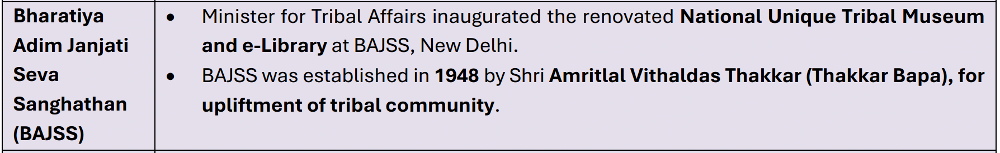 Bharatiya
Adim Janjati
Seva
Sanghathan
(BAJSS)
• Minister for Tribal Affairs inaugurated the renovated National Unique Tribal Museum
and e-Library at BAJSS, New Delhi.
• BAJSS was established in 1948 by Shri Amritlal Vithaldas Thakkar (Thakkar Bapa), for
upliftment of tribal community.